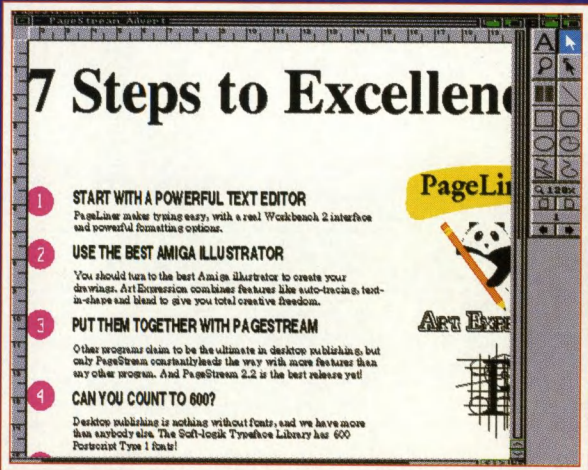 PageStream Advert
7 Steps to Excellen
1 START WITH A POWERFUL TEXT EDITOR
PageLiner makes typing easy, with a real Workbench 2 interface
and powerful formatting options.
2 USE THE BEST AMIGA ILLUSTRATOR
You should turn to the best Amiga illustrator to create your
drawings. Art Expression combines features like auto-tracing, text-
in-shape and blend to give you total creative freedom.
3 PUT THEM TOGETHER WITH PAGESTREAM
Other programs claim to be the ultimate in desktop publishing, but
only PageStream constantly leads the way with more features than
any other program. And PageStream 2.2 is the best release yet!
4 CAN YOU COUNT TO 600?
Desktop publishing is nothing without fonts, and we have more
than anybody else. The Soft-logik Typeface Library has 600
Postscript Type 1 fonts!
PageLi
ART EXP
A
128%
1